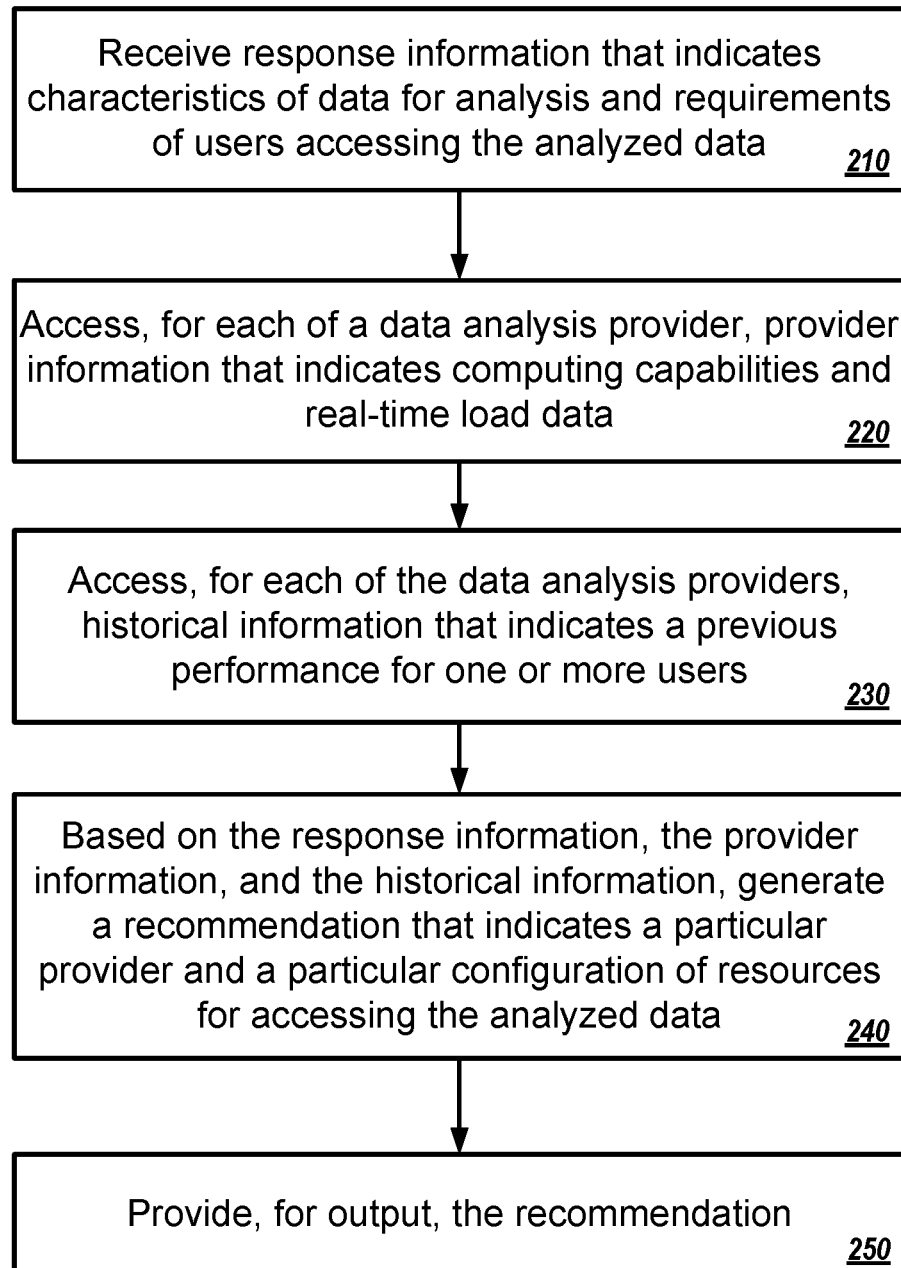 Receive response information that indicates
characteristics of data for analysis and requirements
of users accessing the analyzed data
210
Access, for each of a data analysis provider, provider
information that indicates computing capabilities and
real-time load data
220
Access, for each of the data analysis providers,
historical information that indicates a previous
performance for one or more users
230
Based on the response information, the provider
information, and the historical information, generate
a recommendation that indicates a particular
provider and a particular configuration of resources
for accessing the analyzed data
240
Provide, for output, the recommendation
250